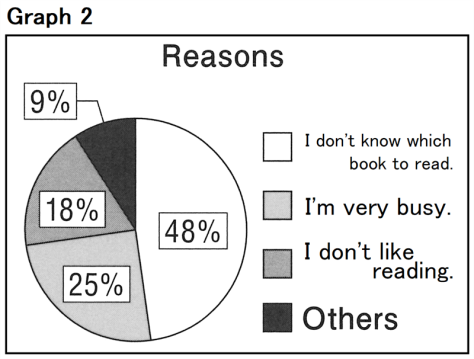 Graph 2
Reasons
9%
18%
25%
48%
I don't know which
book to read.
I'm very busy.
I don't like
reading.
Others